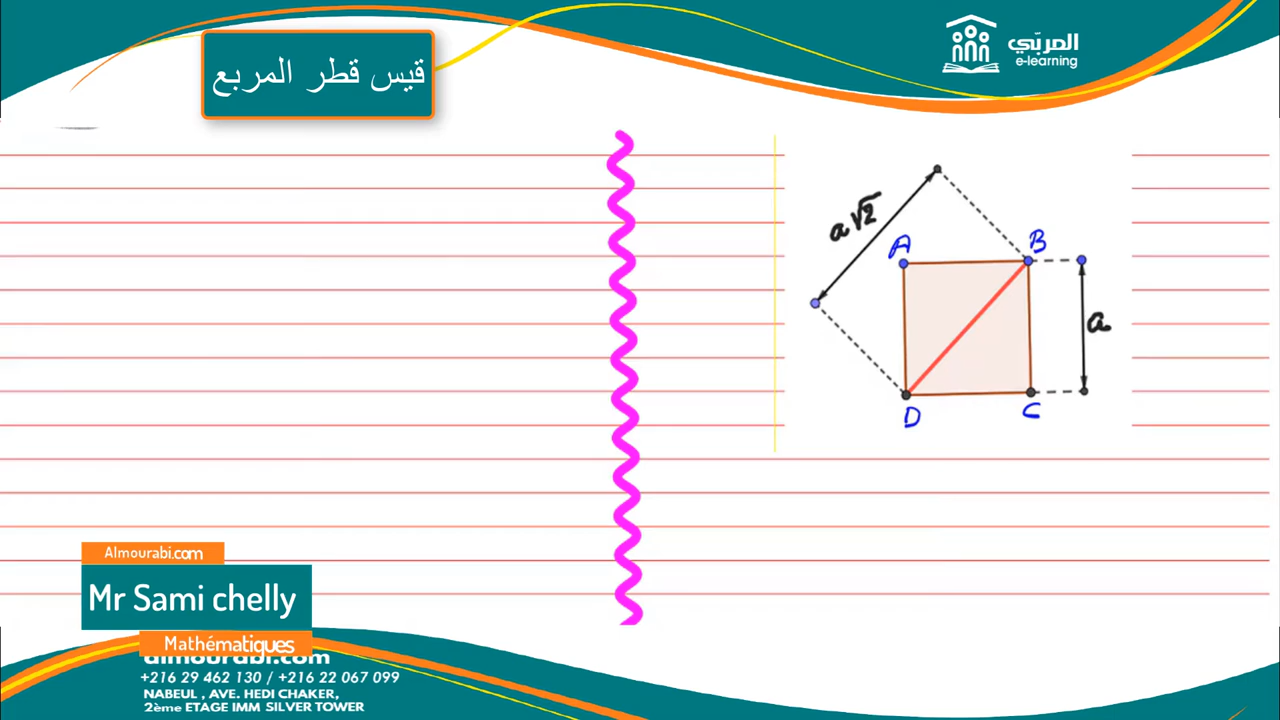 قيس قطر المربع
المربّي
e-learning
a√2
A
B
a
D
C
Almourabi.com
Mr Sami chelly
Mathématiques
almourabi.com
+216 29 462 130 / +216 22 067 099
NABEUL , AVE. HEDI CHAKER,
2ème ETAGE IMM SILVER TOWER